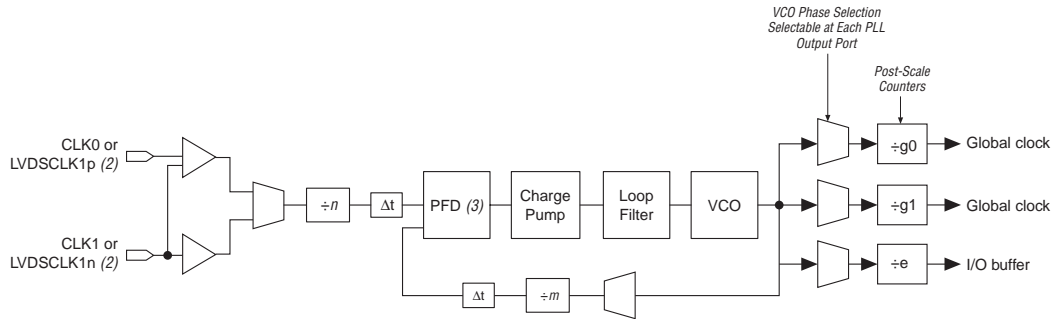 VCO Phase Selection
Selectable at Each PLL
Output Port
Post-Scale
Counters
CLK0 or
LVDSCLK1p (2)
÷g0
Global clock
÷n
Δt
PFD (3)
Charge
Pump
Loop
Filter
VCO
÷g1
Global clock
CLK1 or
LVDSCLK1n (2)
÷e
I/O buffer
Δt
÷m